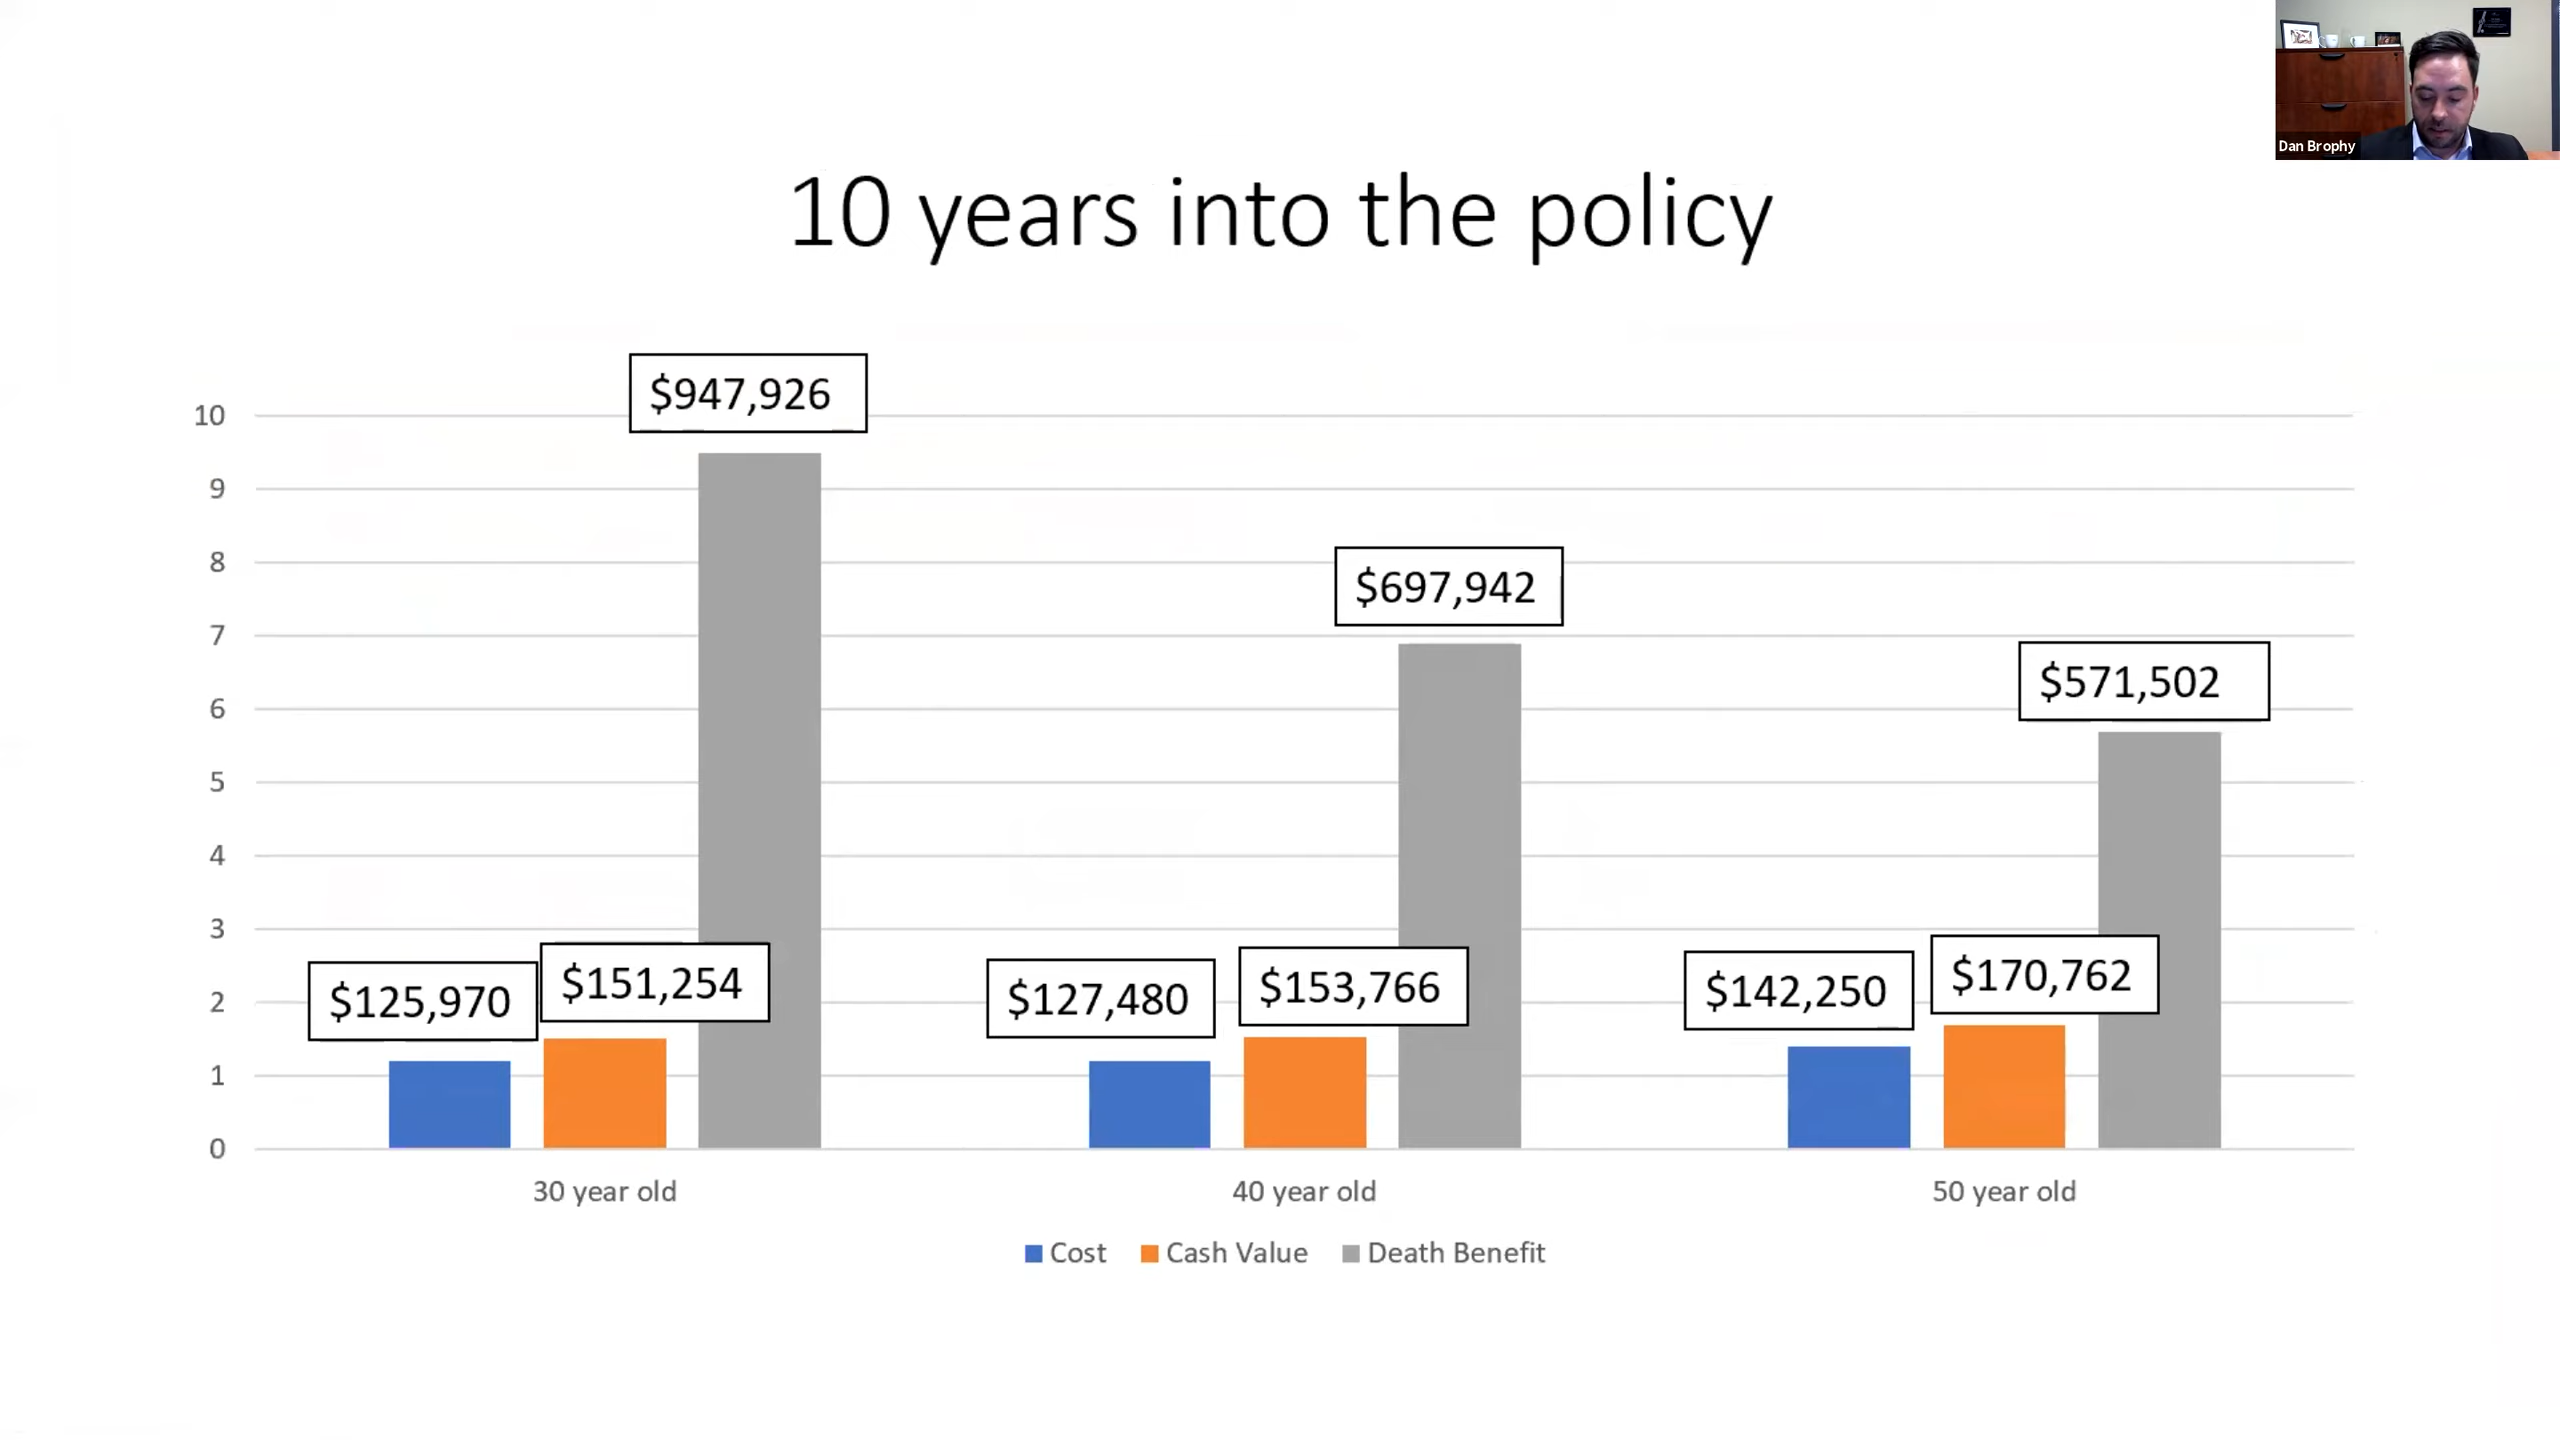 Dan Brophy
10 years into the policy
$947,926
10
9
8
$697,942
7
$571,502
6
5
4
3
$125,970
$151,254
$127,480
$153,766
$142,250
$170,762
2
1
0
30 year old
40 year old
50 year old
Cost
Cash Value
Death Benefit